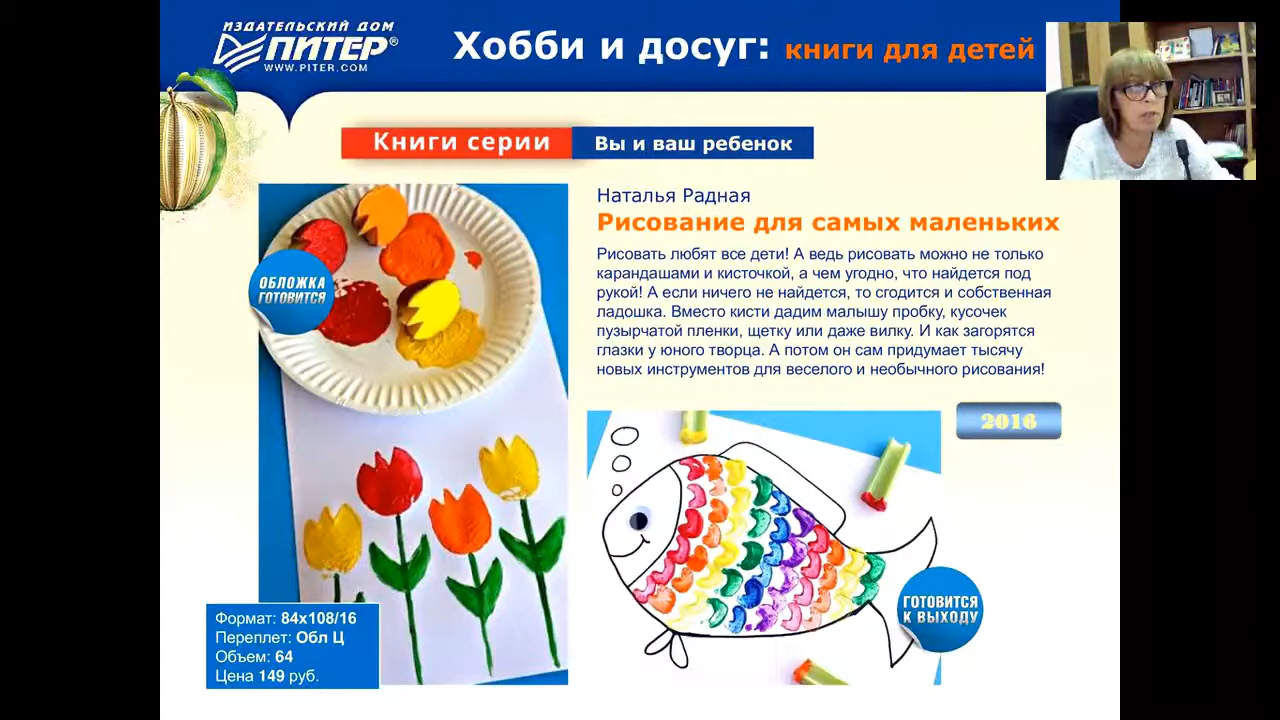 ИЗДАТЕЛЬСКИЙ ДОМ
ПИТЕР®
WWW.PITER.COM
Хобби и досуг: книги для детей
Книги серии Вы и ваш ребенок
Наталья Радная
Рисование для самых маленьких
Рисовать любят все дети! А ведь рисовать можно не только
карандашами и кисточкой, а чем угодно, что найдется под
рукой! А если ничего не найдется, то сгодится и собственная
ладошка. Вместо кисти дадим малышу пробку, кусочек
пузырчатой пленки, щетку или даже вилку. И как загорятся
глазки у юного творца. А потом он сам придумает тысячу
новых инструментов для веселого и необычного рисования!
ОБЛОЖКА
ГОТОВИТСЯ
2016
ГОТОВИТСЯ
К ВЫХОДУ
Формат: 84х108/16
Переплет: Обл Ц
Объем: 64
Цена 149 руб.